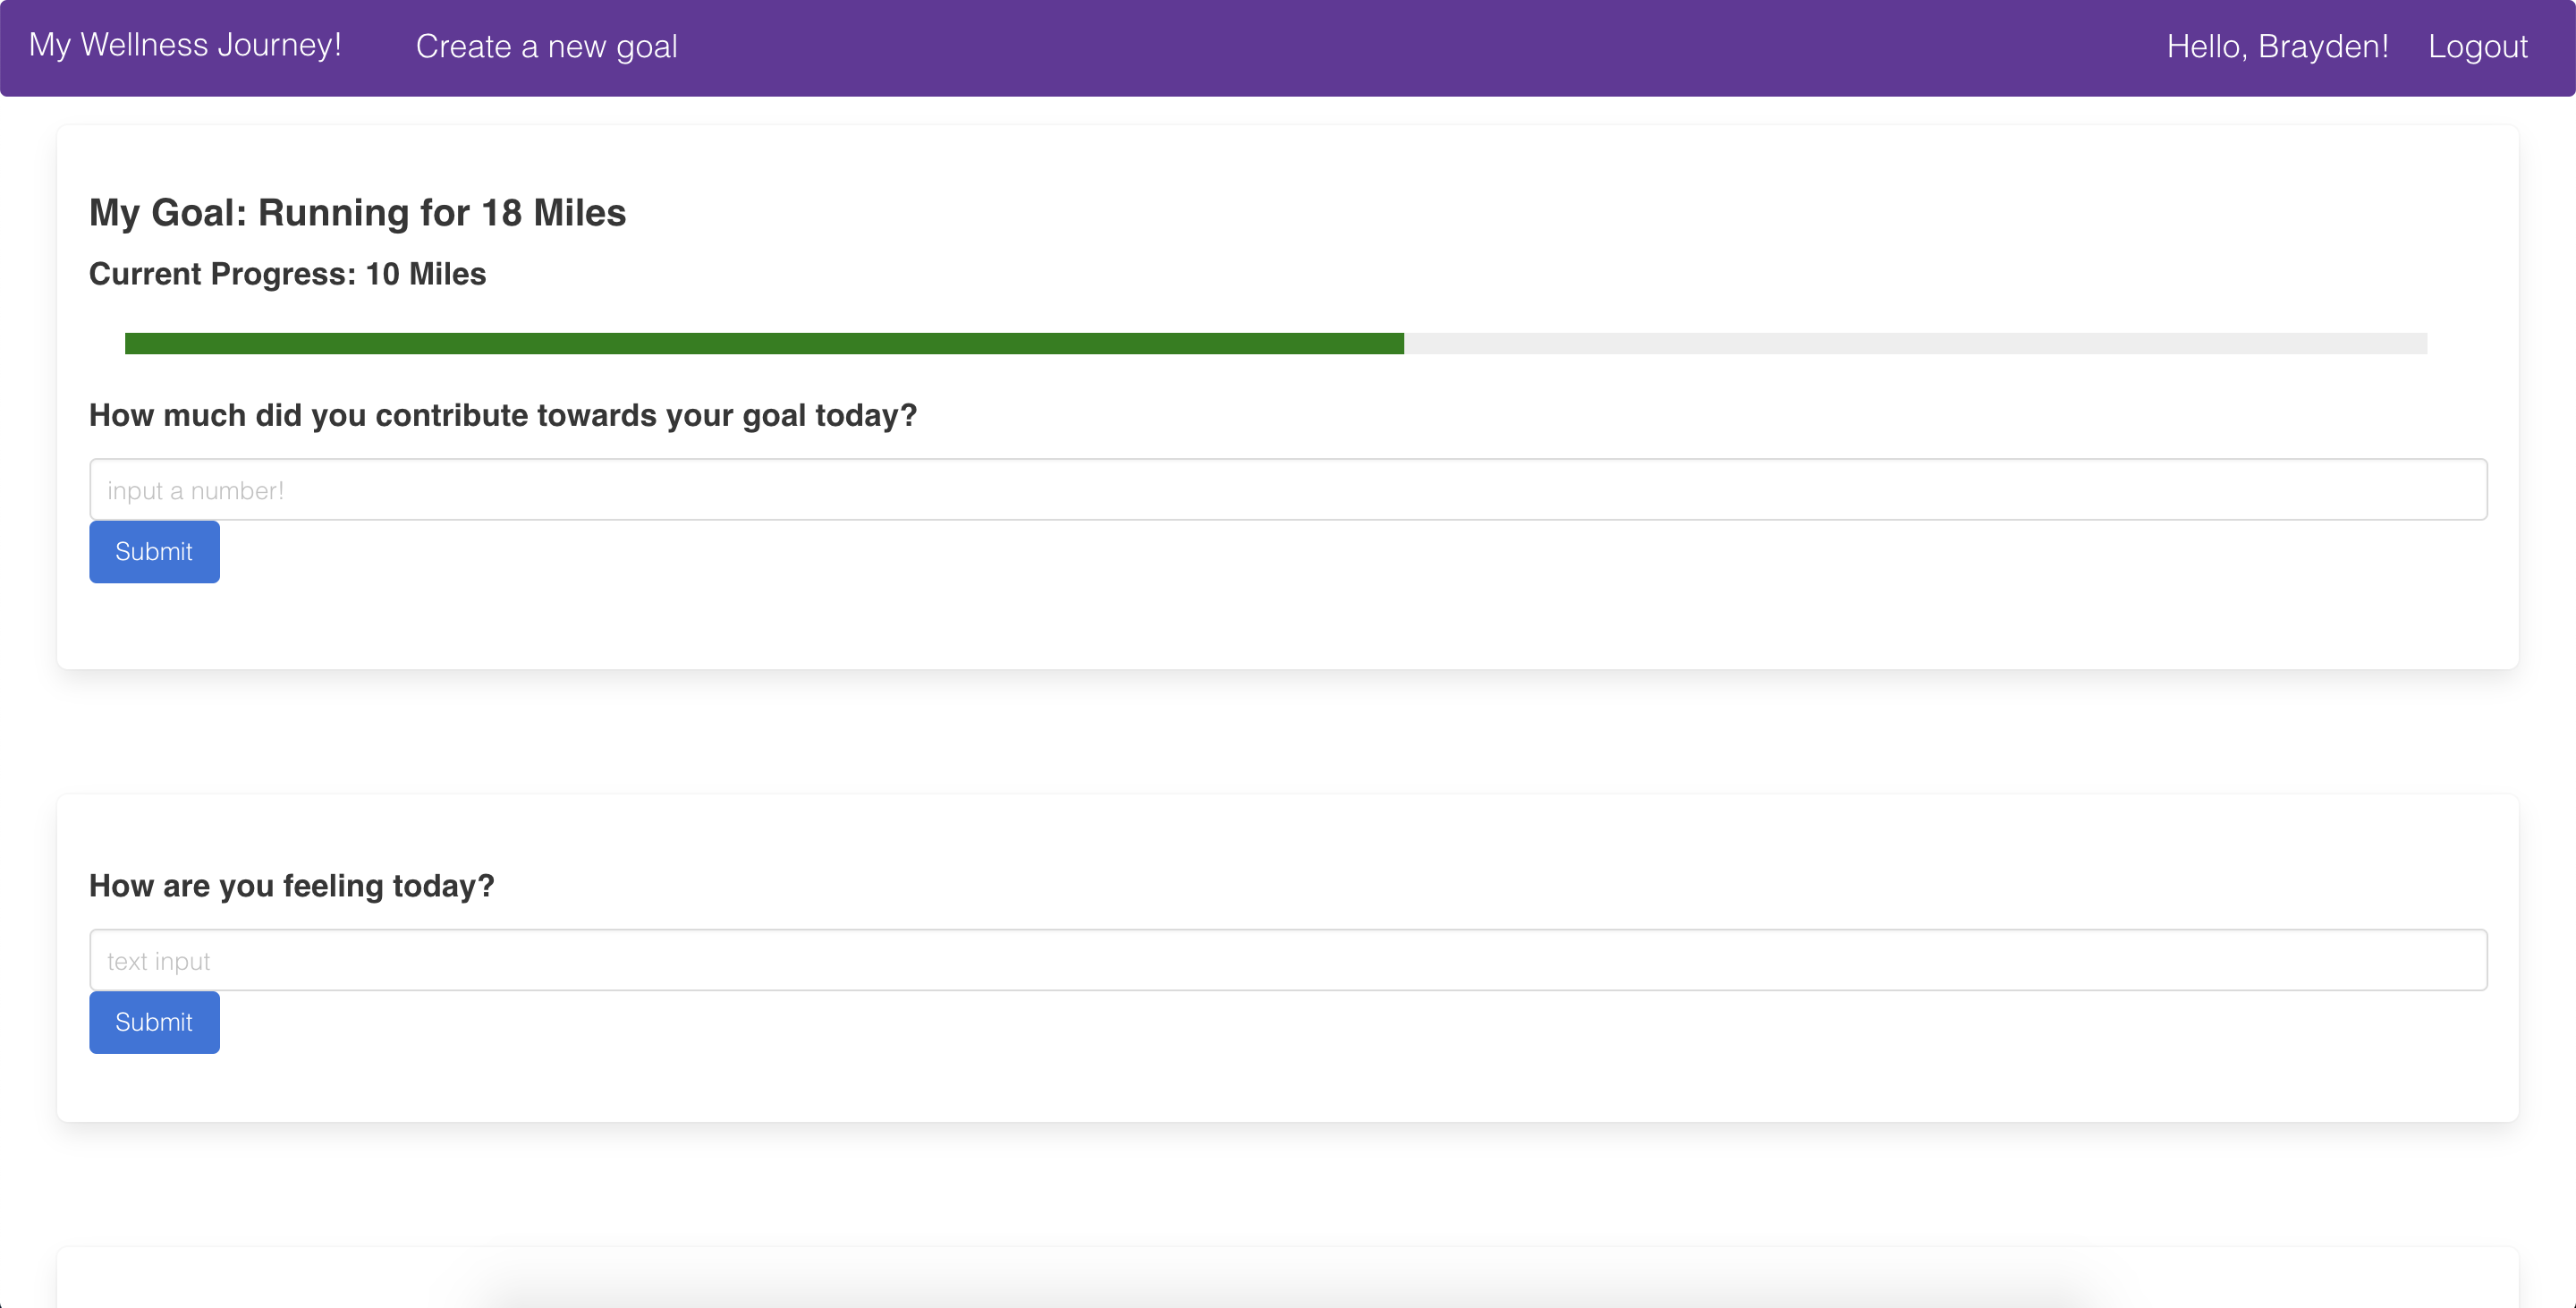 My Wellness Journey! Create a new goal Hello, Brayden! Logout
My Goal: Running for 18 Miles
Current Progress: 10 Miles
How much did you contribute towards your goal today?
input a number!
Submit
How are you feeling today?
text input
Submit